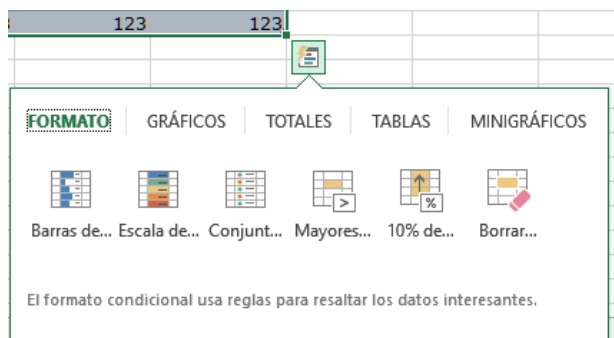 123 123
FORMATO GRÁFICOS TOTALES TABLAS MINIGRÁFICOS
Barras de... Escala de... Conjunt... Mayores... 10% de... Borrar...
El formato condicional usa reglas para resaltar los datos interesantes.